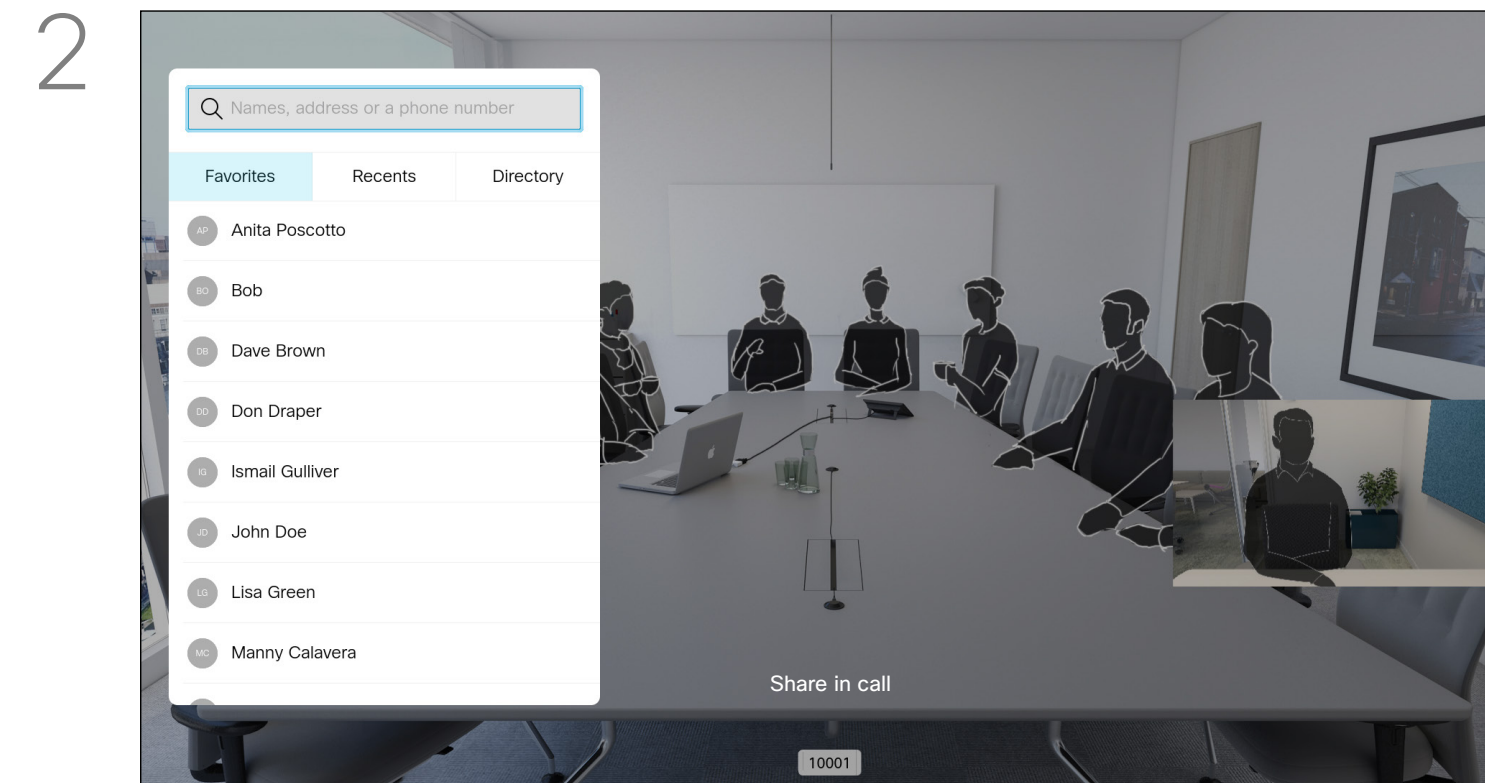 2
Names, address or a phone number
Favorites Recents Directory
AP Anita Poscotto
BO Bob
DB Dave Brown
DD Don Draper
IG Ismail Gulliver
JD John Doe
LG Lisa Green
MC Manny Calavera
Share in call
10001